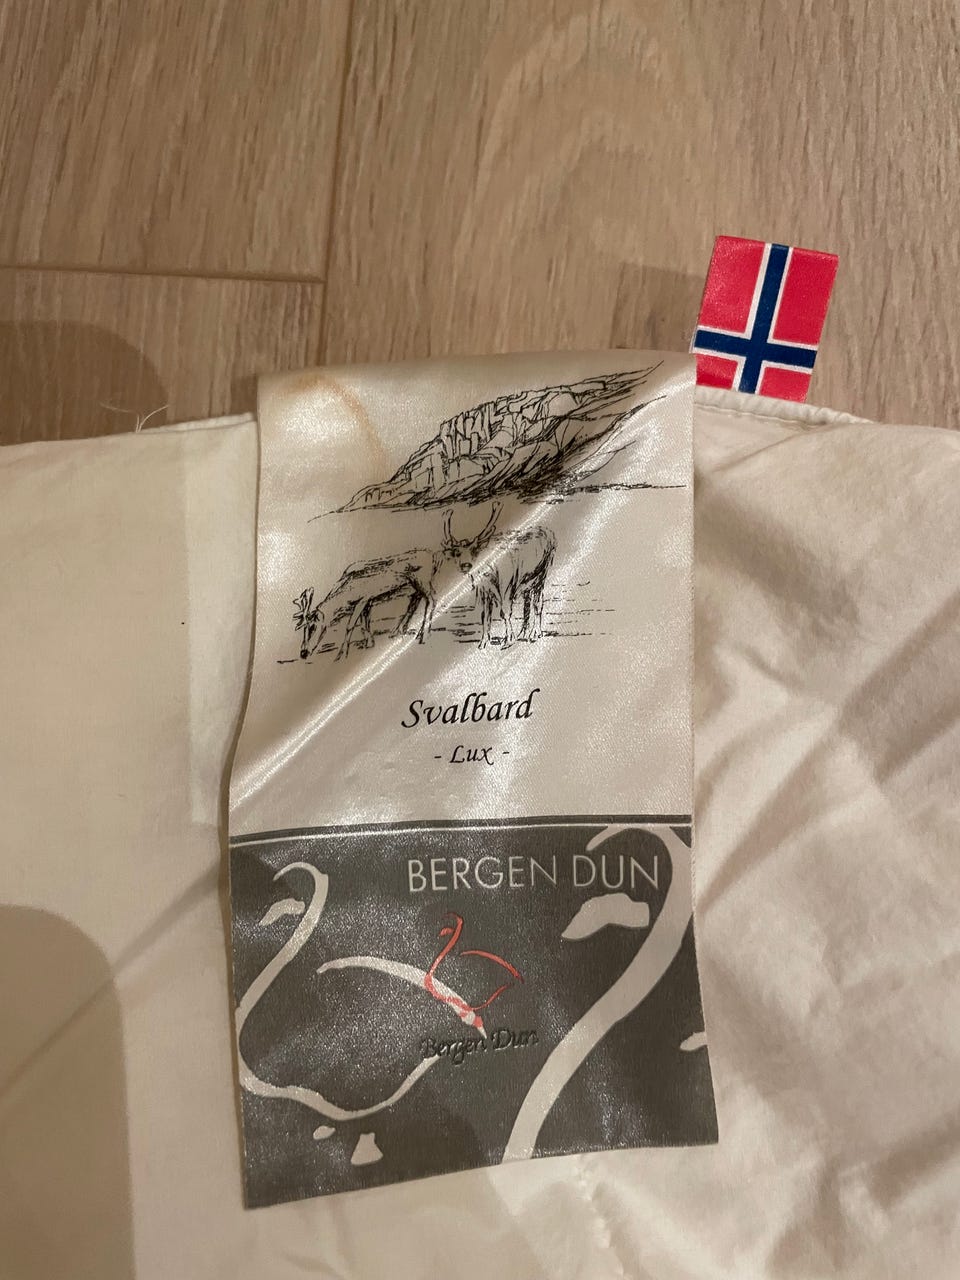 Svalbard
- Lux -
BERGEN DUN
Bergen Dun